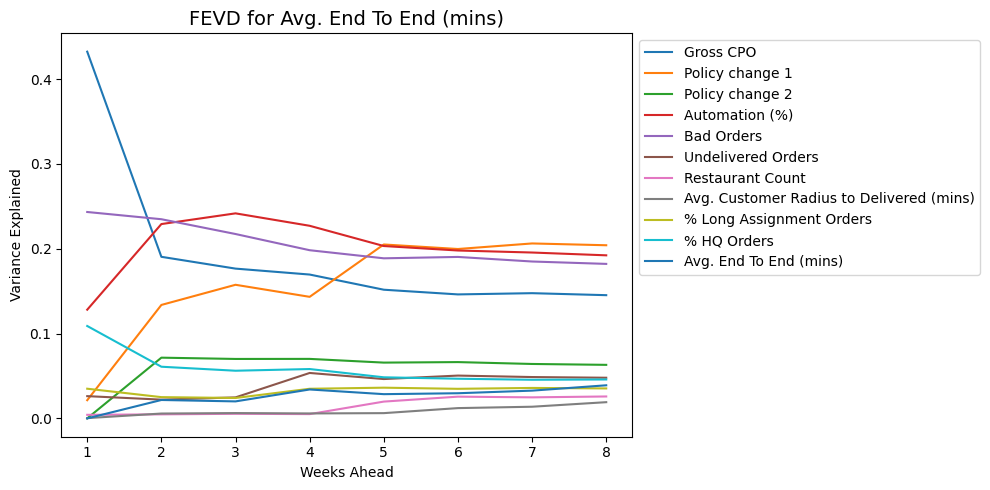 FEVD for Avg. End To End (mins)
Variance Explained
0.4
0.3
0.2
0.1
0.0
1 2 3 4 5 6 7 8
Weeks Ahead
Gross CPO
Policy change 1
Policy change 2
Automation (%)
Bad Orders
Undelivered Orders
Restaurant Count
Avg. Customer Radius to Delivered (mins)
% Long Assignment Orders
% HQ Orders
Avg. End To End (mins)